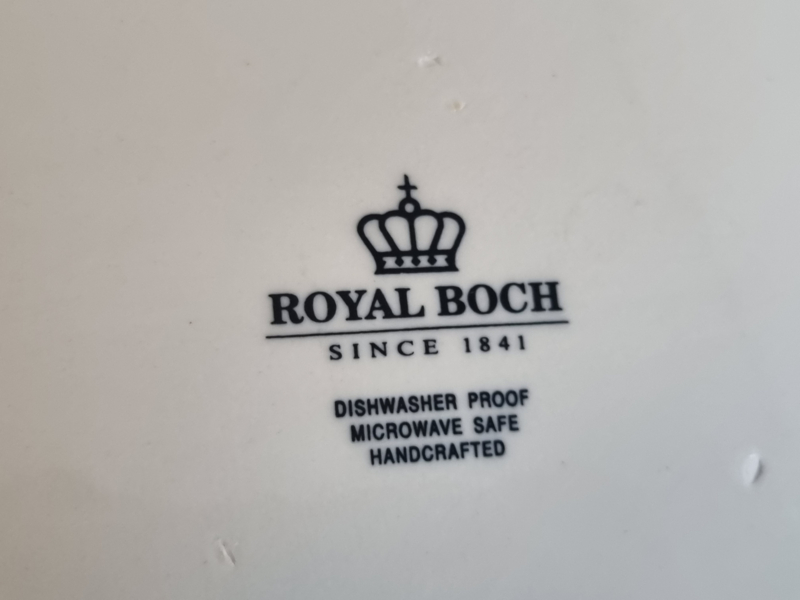 ROYAL BOCH
SINCE 1841
DISHWASHER PROOF
MICROWAVE SAFE
HANDCRAFTED